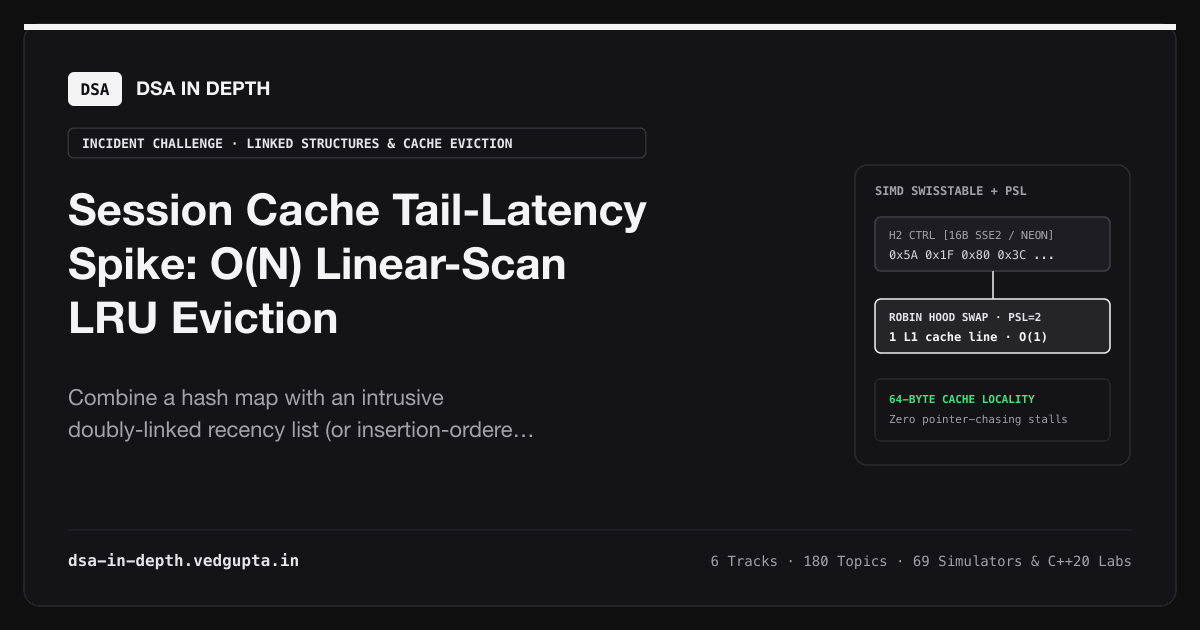 DSA DSA IN DEPTH
INCIDENT CHALLENGE · LINKED STRUCTURES & CACHE EVICTION
Session Cache Tail-Latency
Spike: O(N) Linear-Scan
LRU Eviction
Combine a hash map with an intrusive
doubly-linked recency list (or insertion-ordere…
SIMD SWISSTABLE + PSL
H2 CTRL [16B SSE2 / NEON]
0x5A 0x1F 0x80 0x3C ...
ROBIN HOOD SWAP · PSL=2
1 L1 cache line · O(1)
64-BYTE CACHE LOCALITY
Zero pointer-chasing stalls
dsa-in-depth.vedgupta.in
6 Tracks · 180 Topics · 69 Simulators & C++20 Labs